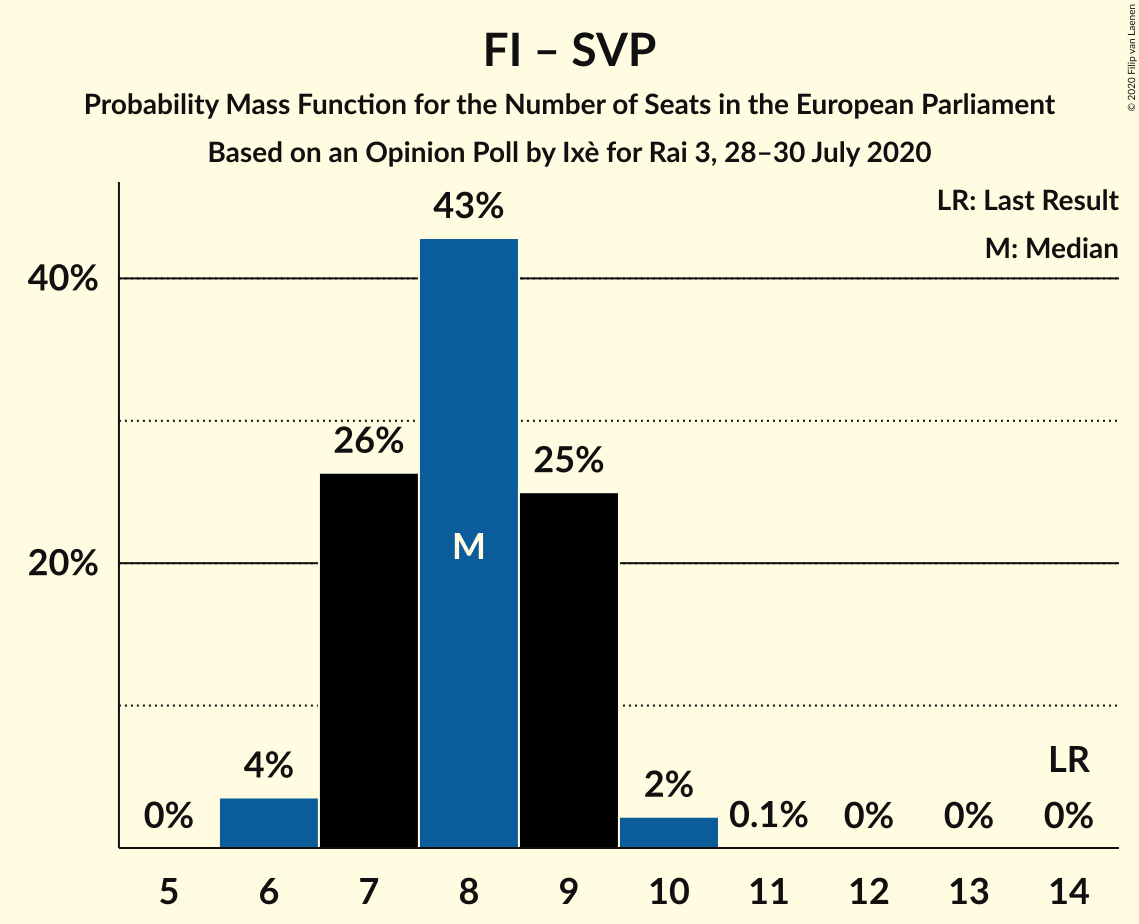 FI – SVP
Probability Mass Function for the Number of Seats in the European Parliament
Based on an Opinion Poll by Ixè for Rai 3, 28–30 July 2020
© 2020 Filip van Laenen
LR: Last Result
M: Median
43%
40%
26%
25%
M
20%
LR
4%
2%
0%
0.1%
0%
0%
0%
5 6 7 8 9 10 11 12 13 14